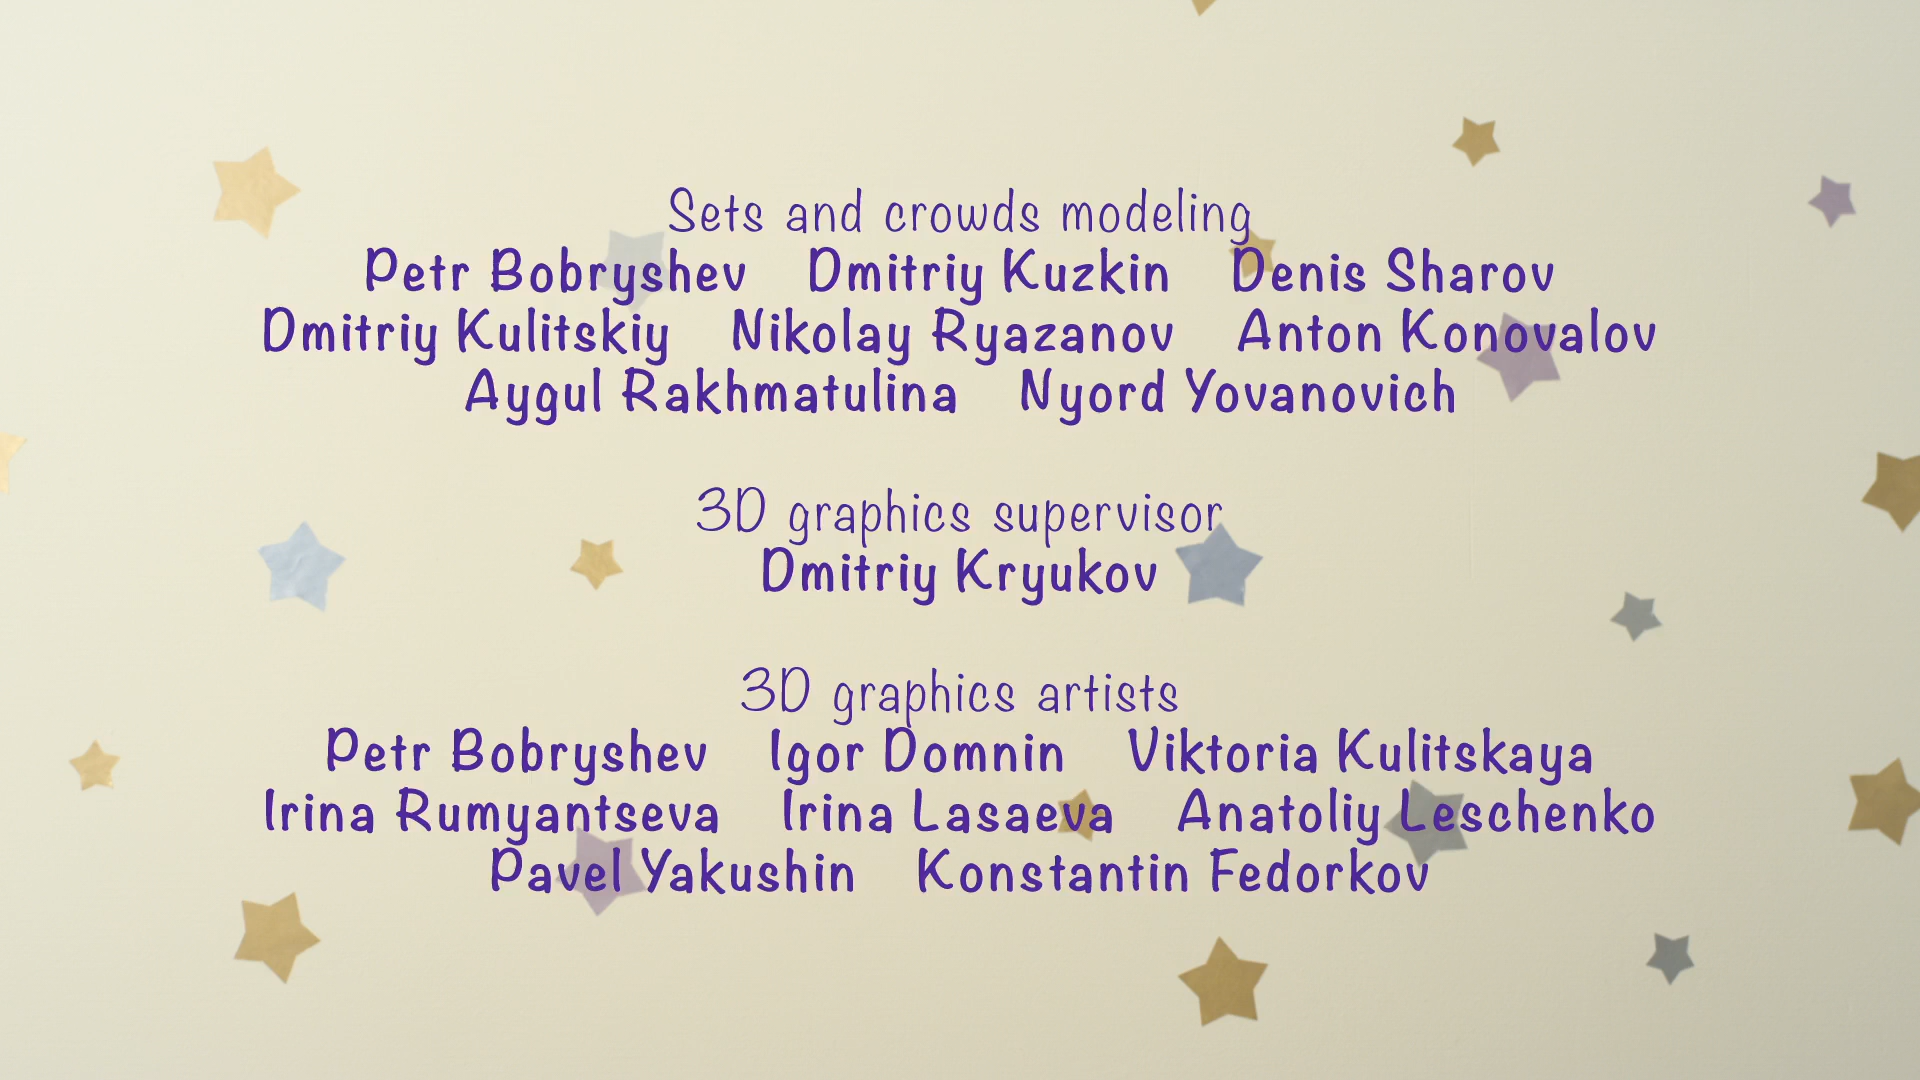 Sets and crowds modeling
Petr Bobryshev Dmitriy Kuzkin Denis Sharov
Dmitriy Kulitskiy Nikolay Ryazanov Anton Konovalov
Aygul Rakhmatulina Nyord Yovanovich
3D graphics supervisor
Dmitriy Kryukov
3D graphics artists
Petr Bobryshev Igor Domnin Viktoria Kulitskaya
Irina Rumyantseva Irina Lasaeva Anatoliy Leschenko
Pavel Yakushin Konstantin Fedorkov